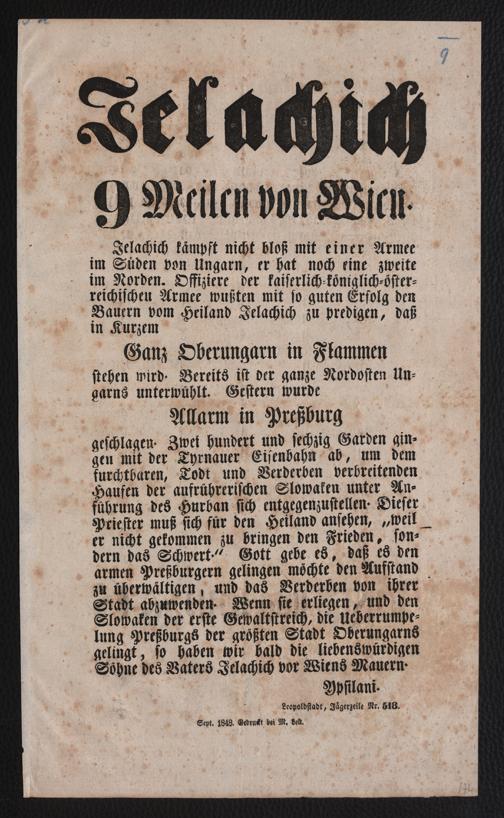 9
Jelachich
9 Meilen von Wien.
Jelachich kämpft nicht bloß mit einer Armee
im Süden von Ungarn, er hat noch eine zweite
im Norden. Offiziere der kaiserlich-königlich-öster-
reichischeu Armee wußten mit so guten Erfolg den
Bauern vom Heiland Jelachich zu predigen, daß
in Kurzem
Ganz Oberungarn in Flammen
stehen wird. Bereits ist der ganze Nordosten Un-
garns unterwühlt. Gestern wurde
Allarm in Preßburg
geschlagen. Zwei hundert und sechzig Garden gin-
gen mit der Tyrnauer Eisenbahn ab, um dem
furchtbaren, Todt und Verderben verbreitenden
Haufen der aufrührerischen Slowaken unter An-
führung des Hurban sich entgegenzustellen. Dieser
Priester muß sich für den Heiland ansehen, „weil
er nicht gekommen zu bringen den Frieden, son-
dern das Schwert." Gott gebe es, daß es den
armen Preßburgern gelingen möchte den Aufstand
zu überwältigen, und das Verderben von ihrer
Stadt abzuwenden. Wenn sie erliegen, und den
Slowaken der erste Gewaltstreich, die Ueberrumpe-
lung Preßburgs der größten Stadt Oberungarns
gelingt, so haben wir bald die liebenswürdigen
Söhne des Vaters Jelachich vor Wiens Mauern.
Ypsilani.
Leopoldstadt, Jägerzeile Nr. 518.
Sept. 1848. Gedruckt bei M. Lell.